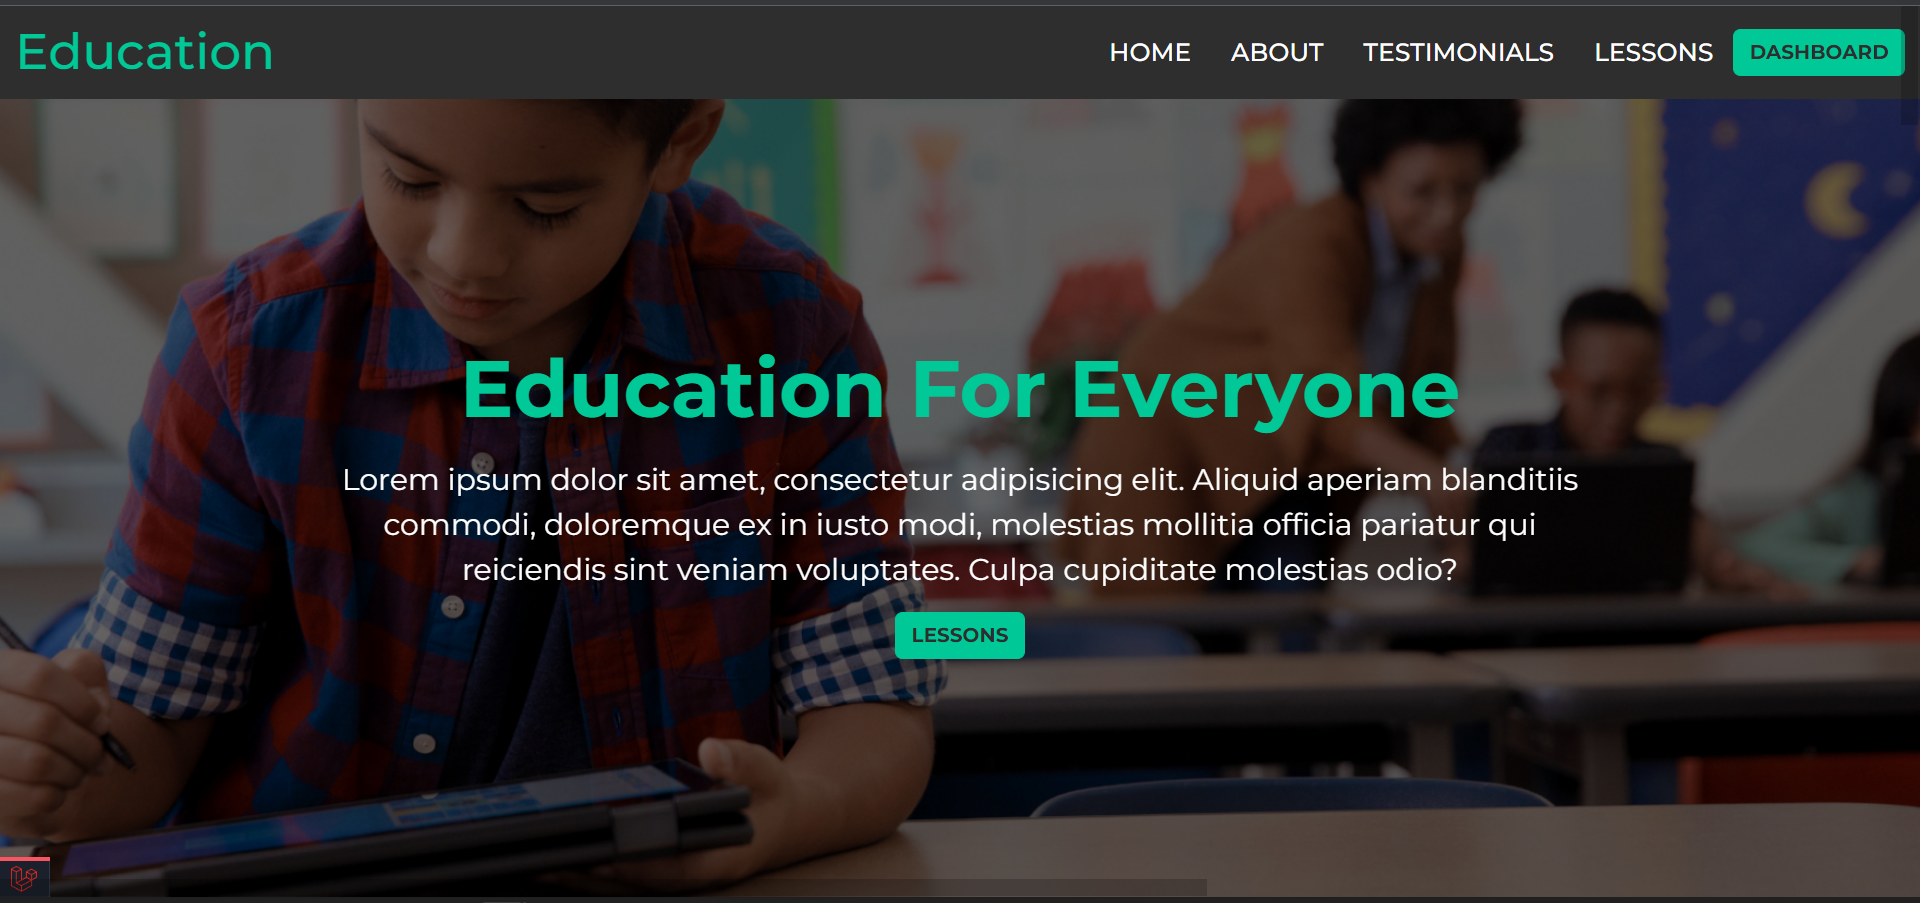 Education
HOME ABOUT TESTIMONIALS LESSONS DASHBOARD
Education For Everyone
Lorem ipsum dolor sit amet, consectetur adipisicing elit. Aliquid aperiam blanditiis
commodi, doloremque ex in iusto modi, molestias mollitia officia pariatur qui
reiciendis sint veniam voluptates. Culpa cupiditate molestias odio?
LESSONS